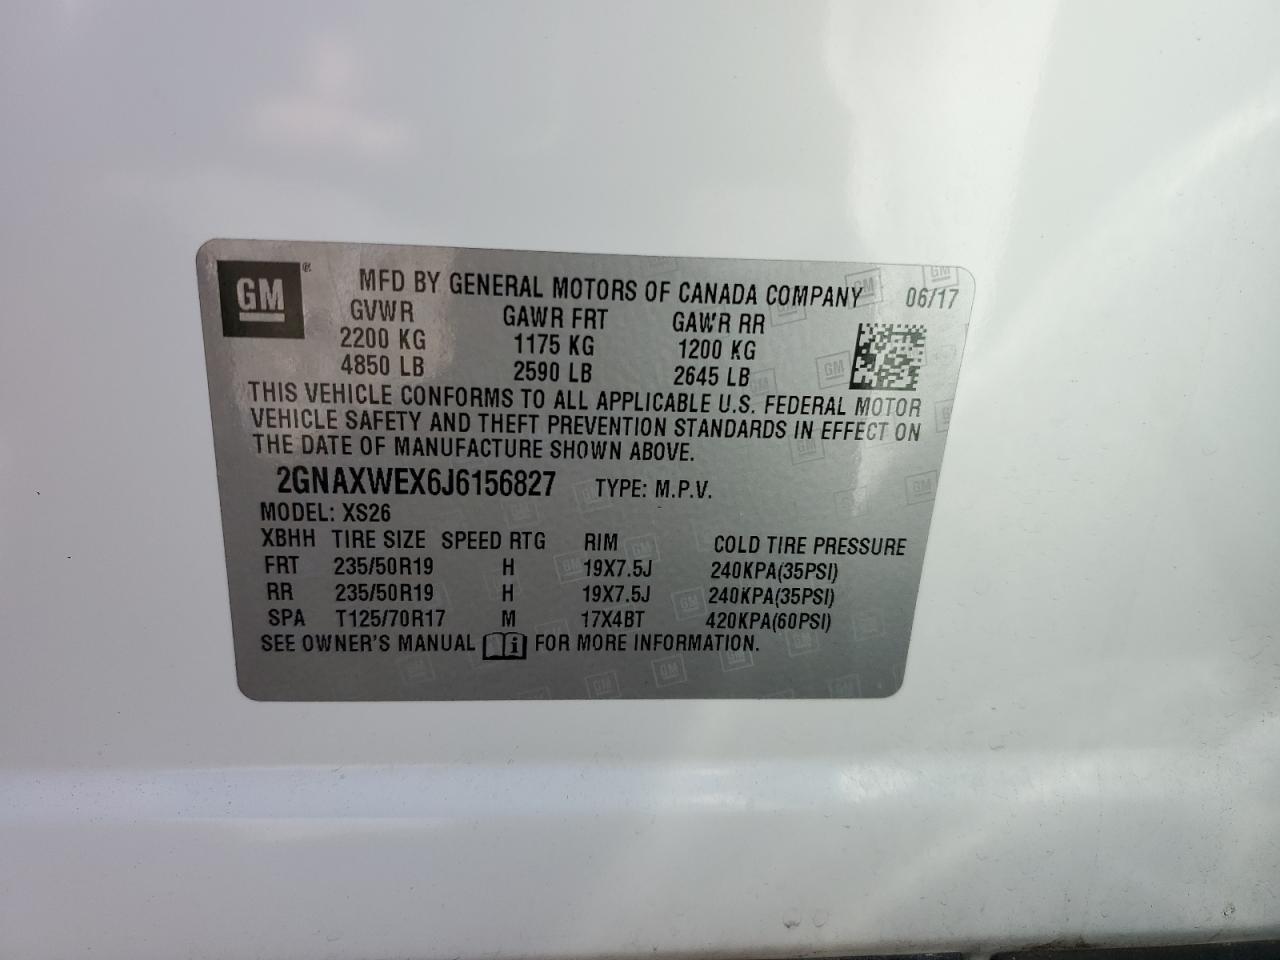 GM ®
MFD BY GENERAL MOTORS OF CANADA COMPANY 06/17
GVWR GAWR FRT GAWR RR
2200 KG 1175 KG 1200 KG
4850 LB 2590 LB 2645 LB
THIS VEHICLE CONFORMS TO ALL APPLICABLE U.S. FEDERAL MOTOR
VEHICLE SAFETY AND THEFT PREVENTION STANDARDS IN EFFECT ON
THE DATE OF MANUFACTURE SHOWN ABOVE.
2GNAXWEX6J6156827 TYPE: M.P.V.
MODEL: XS26
XBHH TIRE SIZE SPEED RTG RIM COLD TIRE PRESSURE
FRT 235/50R19 H 19X7.5J 240KPA(35PSI)
RR 235/50R19 H 19X7.5J 240KPA(35PSI)
SPA T125/70R17 M 17X4BT 420KPA(60PSI)
SEE OWNER'S MANUAL i FOR MORE INFORMATION.